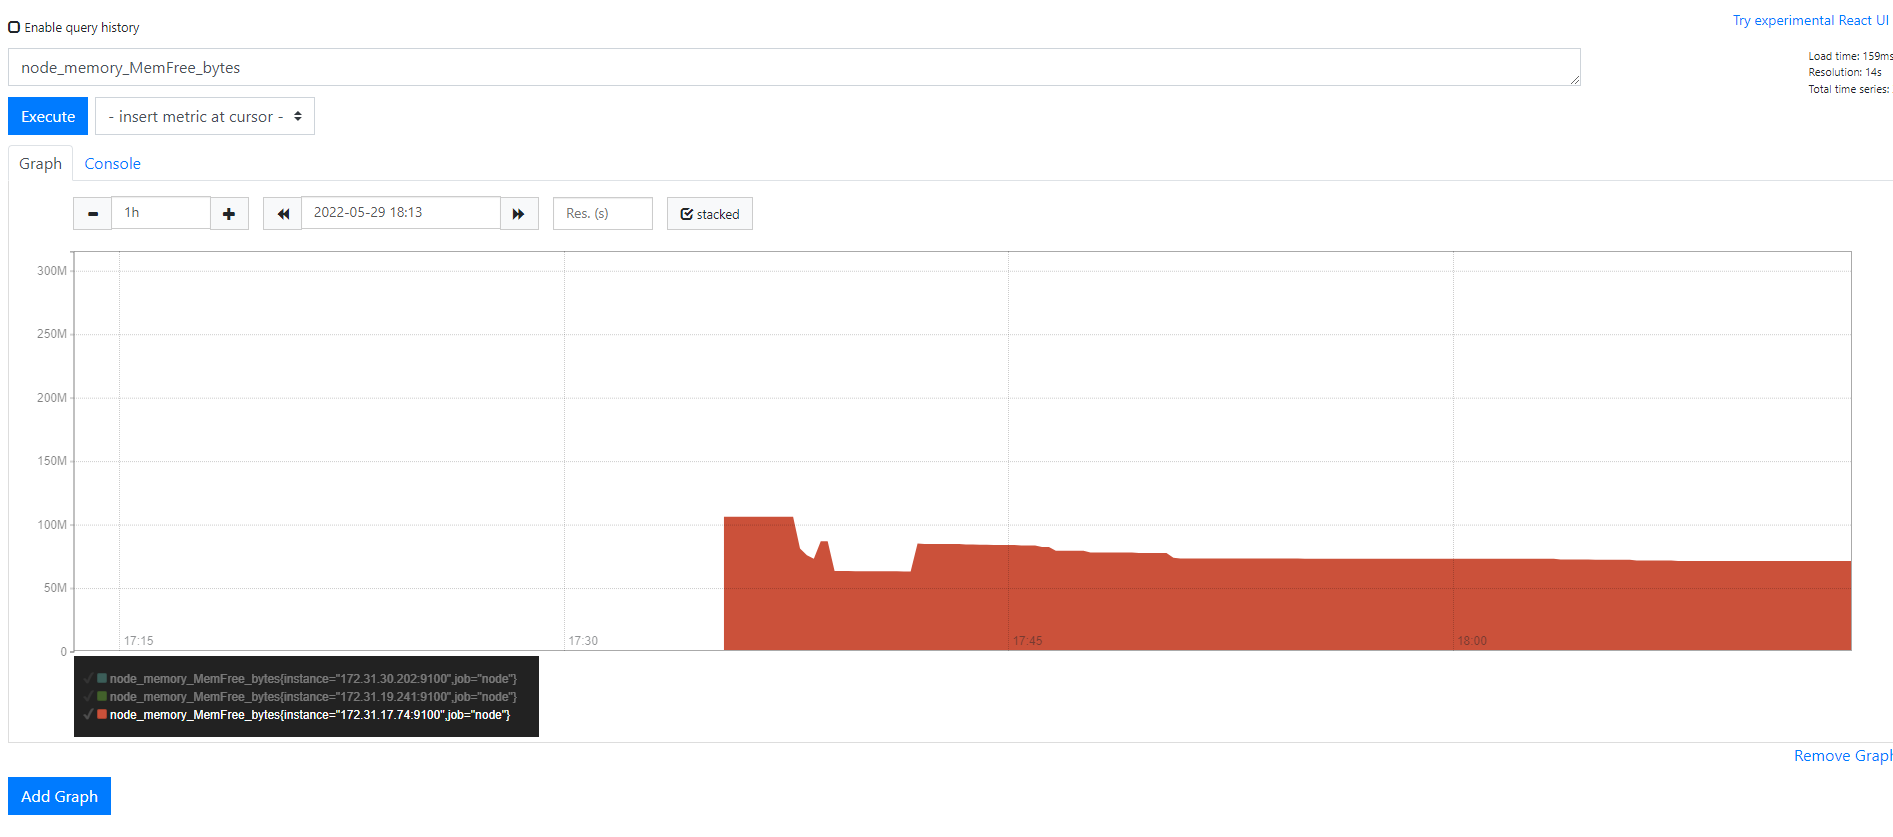 Enable query history
Try experimental React UI
node_memory_MemFree_bytes
Load time: 159ms
Resolution: 14s
Total time series:
Execute
- insert metric at cursor -
Graph
Console
1h
2022-05-29 18:13
Res. (s)
stacked
300M
250M
200M
150M
100M
50M
0
17:15
17:30
17:45
18:00
node_memory_MemFree_bytes{instance="172.31.30.202:9100",job="node"}
node_memory_MemFree_bytes{instance="172.31.19.241:9100",job="node"}
node_memory_MemFree_bytes{instance="172.31.17.74:9100",job="node"}
Remove Graph
Add Graph